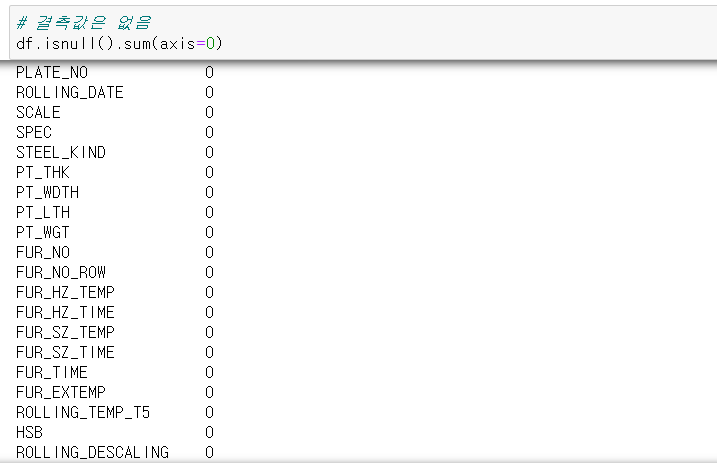 # 결측값은 없음
df.isnull().sum(axis=0)
PLATE_NO 0
ROLLING_DATE 0
SCALE 0
SPEC 0
STEEL_KIND 0
PT_THK 0
PT_WDTH 0
PT_LTH 0
PT_WGT 0
FUR_NO 0
FUR_NO_ROW 0
FUR_HZ_TEMP 0
FUR_HZ_TIME 0
FUR_SZ_TEMP 0
FUR_SZ_TIME 0
FUR_TIME 0
FUR_EXTEMP 0
ROLLING_TEMP_T5 0
HSB 0
ROLLING_DESCALING 0